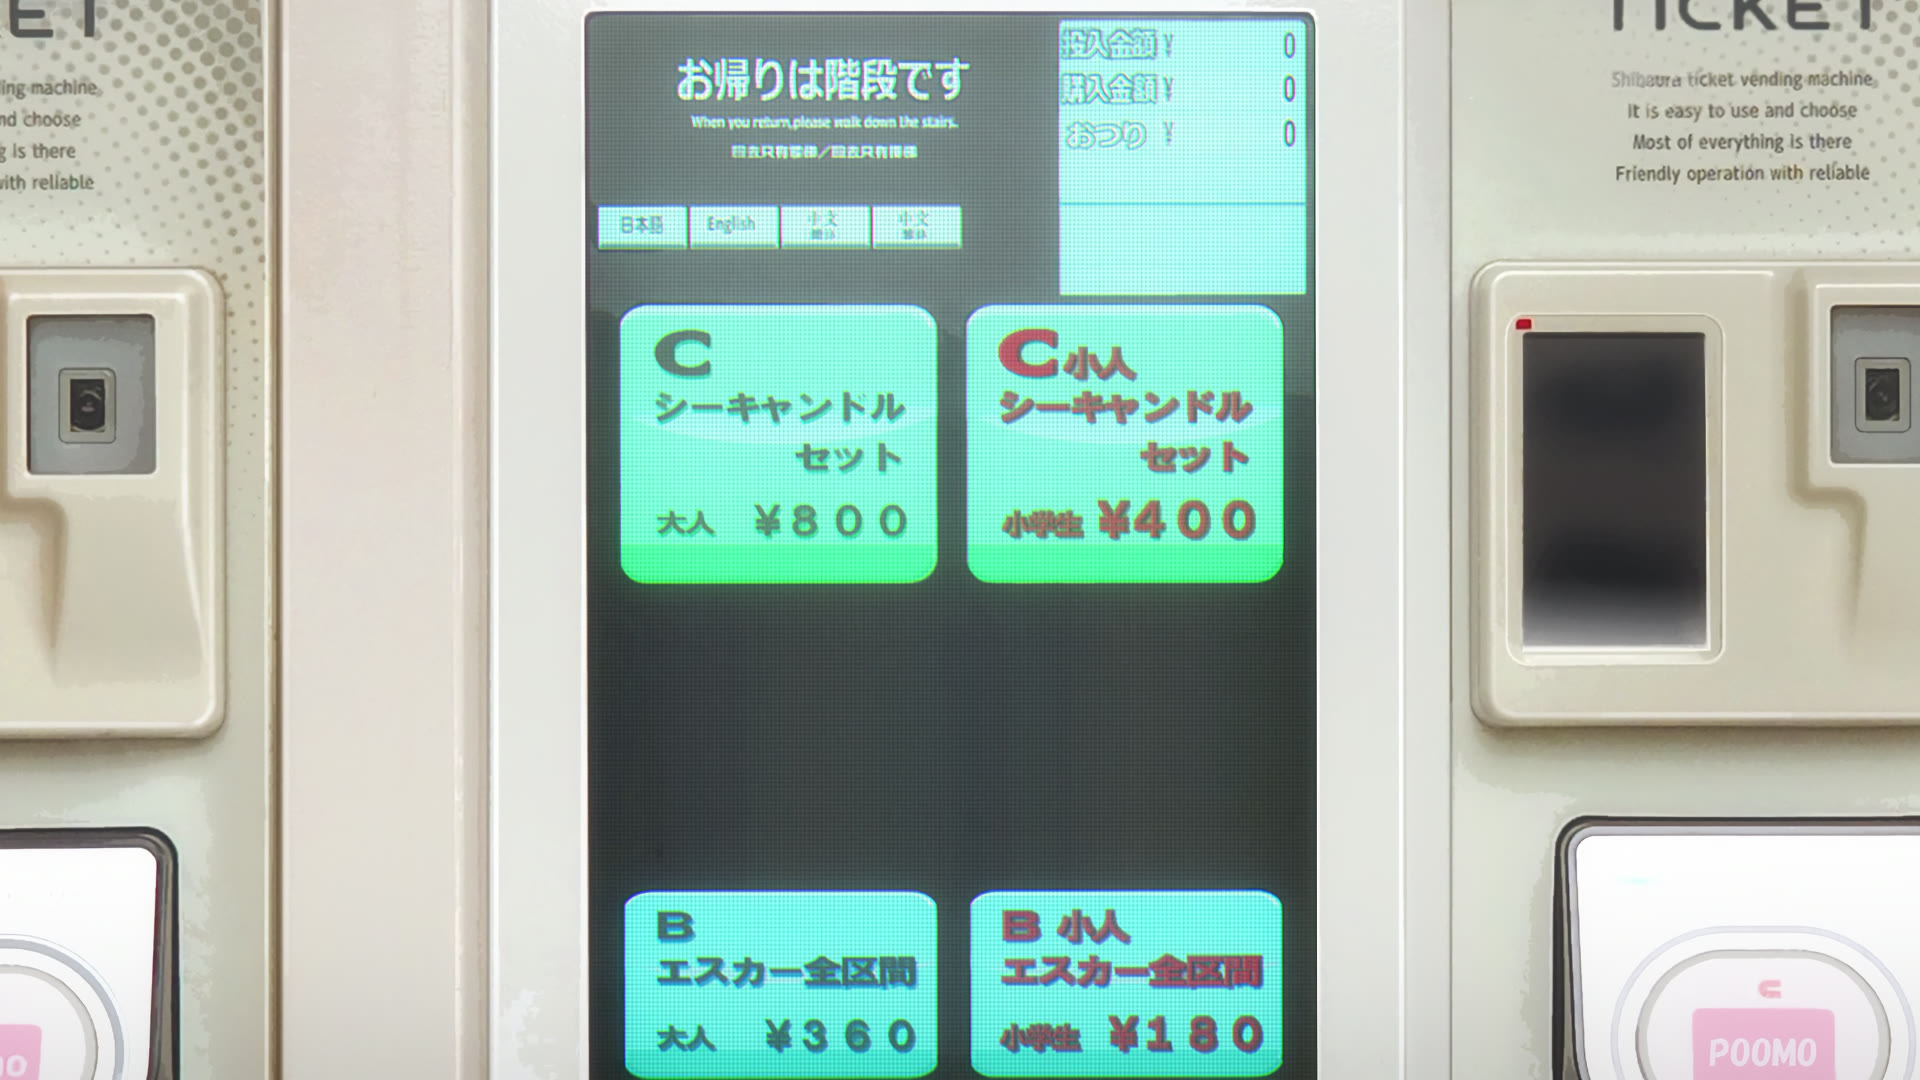 ET
ing machine
nd choose
g is there
with reliable
お帰りは階段です
When you return,please walk down the stairs.
日本語
English
中文
中文
投入金額 ¥ 0
購入金額 ¥ 0
おつり ¥ 0
C
シーキャンドル
セット
大人 ¥800
C 小人
シーキャンドル
セット
小学生 ¥400
B
エスカー全区間
大人 ¥360
B 小人
エスカー全区間
小学生 ¥180
TICKET
Shibaura ticket vending machine
It is easy to use and choose
Most of everything is there
Friendly operation with reliable
POOMO